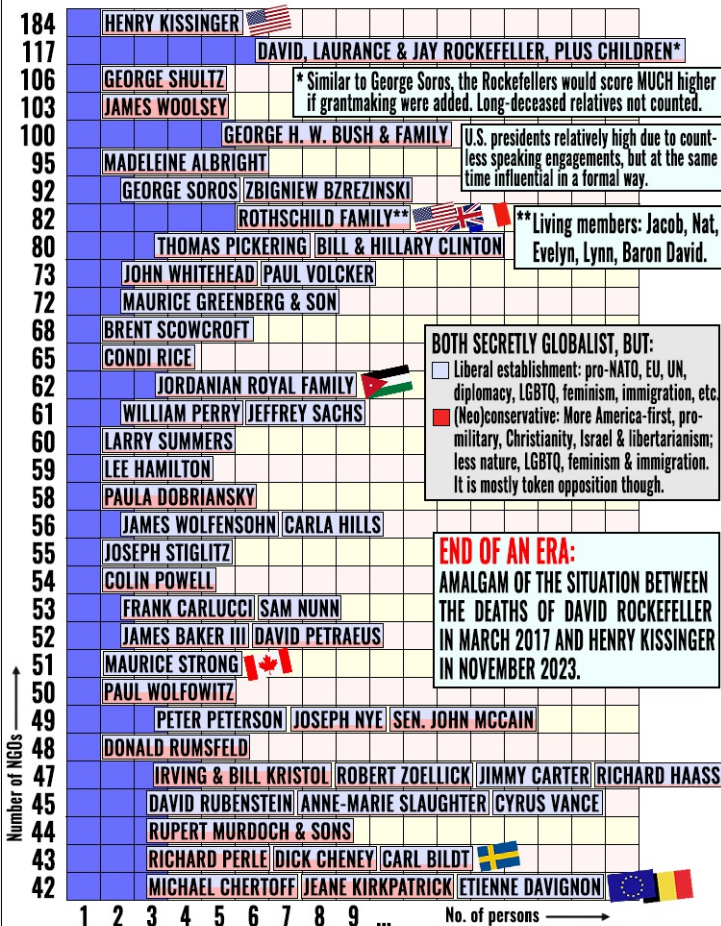 184 HENRY KISSINGER
117 DAVID, LAURANCE & JAY ROCKEFELLER, PLUS CHILDREN*
106 GEORGE SHULTZ
* Similar to George Soros, the Rockefellers would score MUCH higher
if grantmaking were added. Long-deceased relatives not counted.
103 JAMES WOOLSEY
100 GEORGE H. W. BUSH & FAMILY
U.S. presidents relatively high due to count-
less speaking engagements, but at the same
time influential in a formal way.
95 MADELEINE ALBRIGHT
92 GEORGE SOROS ZBIGNIEW BZREZINSKI
82 ROTHSCHILD FAMILY**
**Living members: Jacob, Nat,
Evelyn, Lynn, Baron David.
80 THOMAS PICKERING BILL & HILLARY CLINTON
73 JOHN WHITEHEAD PAUL VOLCKER
72 MAURICE GREENBERG & SON
68 BRENT SCOWCROFT
65 CONDI RICE
BOTH SECRETLY GLOBALIST, BUT:
Liberal establishment: pro-NATO, EU, UN,
diplomacy, LGBTQ, feminism, immigration, etc.
(Neo)conservative: More America-first, pro-
military, Christianity, Israel & libertarianism;
less nature, LGBTQ, feminism & immigration.
It is mostly token opposition though.
62 JORDANIAN ROYAL FAMILY
61 WILLIAM PERRY JEFFREY SACHS
60 LARRY SUMMERS
59 LEE HAMILTON
58 PAULA DOBRIANSKY
56 JAMES WOLFENSOHN CARLA HILLS
55 JOSEPH STIGLITZ
54 COLIN POWELL
END OF AN ERA:
AMALGAM OF THE SITUATION BETWEEN
THE DEATHS OF DAVID ROCKEFELLER
IN MARCH 2017 AND HENRY KISSINGER
IN NOVEMBER 2023.
53 FRANK CARLUCCI SAM NUNN
52 JAMES BAKER III DAVID PETRAEUS
51 MAURICE STRONG
50 PAUL WOLFOWITZ
49 PETER PETERSON JOSEPH NYE SEN. JOHN MCCAIN
48 DONALD RUMSFELD
47 IRVING & BILL KRISTOL ROBERT ZOELLICK JIMMY CARTER RICHARD HAASS
45 DAVID RUBENSTEIN ANNE-MARIE SLAUGHTER CYRUS VANCE
44 RUPERT MURDOCH & SONS
43 RICHARD PERLE DICK CHENEY CARL BILDT
42 MICHAEL CHERTOFF JEANE KIRKPATRICK ETIENNE DAVIGNON
Number of NGOs
1 2 3 4 5 6 7 8 9 ... No. of persons